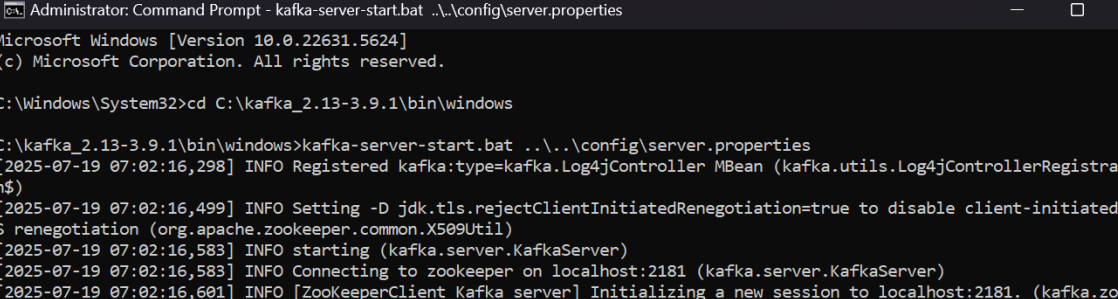 Administrator: Command Prompt - kafka-server-start.bat ..\..\config\server.properties
Microsoft Windows [Version 10.0.22631.5624]
(c) Microsoft Corporation. All rights reserved.
C:\Windows\System32>cd C:\kafka_2.13-3.9.1\bin\windows
C:\kafka_2.13-3.9.1\bin\windows>kafka-server-start.bat ..\..\config\server.properties
[2025-07-19 07:02:16,298] INFO Registered kafka:type=kafka.Log4jController MBean (kafka.utils.Log4jControllerRegistra
n$)
[2025-07-19 07:02:16,499] INFO Setting -D jdk.tls.rejectClientInitiatedRenegotiation=true to disable client-initiated
S renegotiation (org.apache.zookeeper.common.X509Util)
[2025-07-19 07:02:16,583] INFO starting (kafka.server.KafkaServer)
[2025-07-19 07:02:16,583] INFO Connecting to zookeeper on localhost:2181 (kafka.server.KafkaServer)
[2025-07-19 07:02:16,601] INFO [ZooKeeperClient Kafka server] Initializing a new session to localhost:2181. (kafka.zo